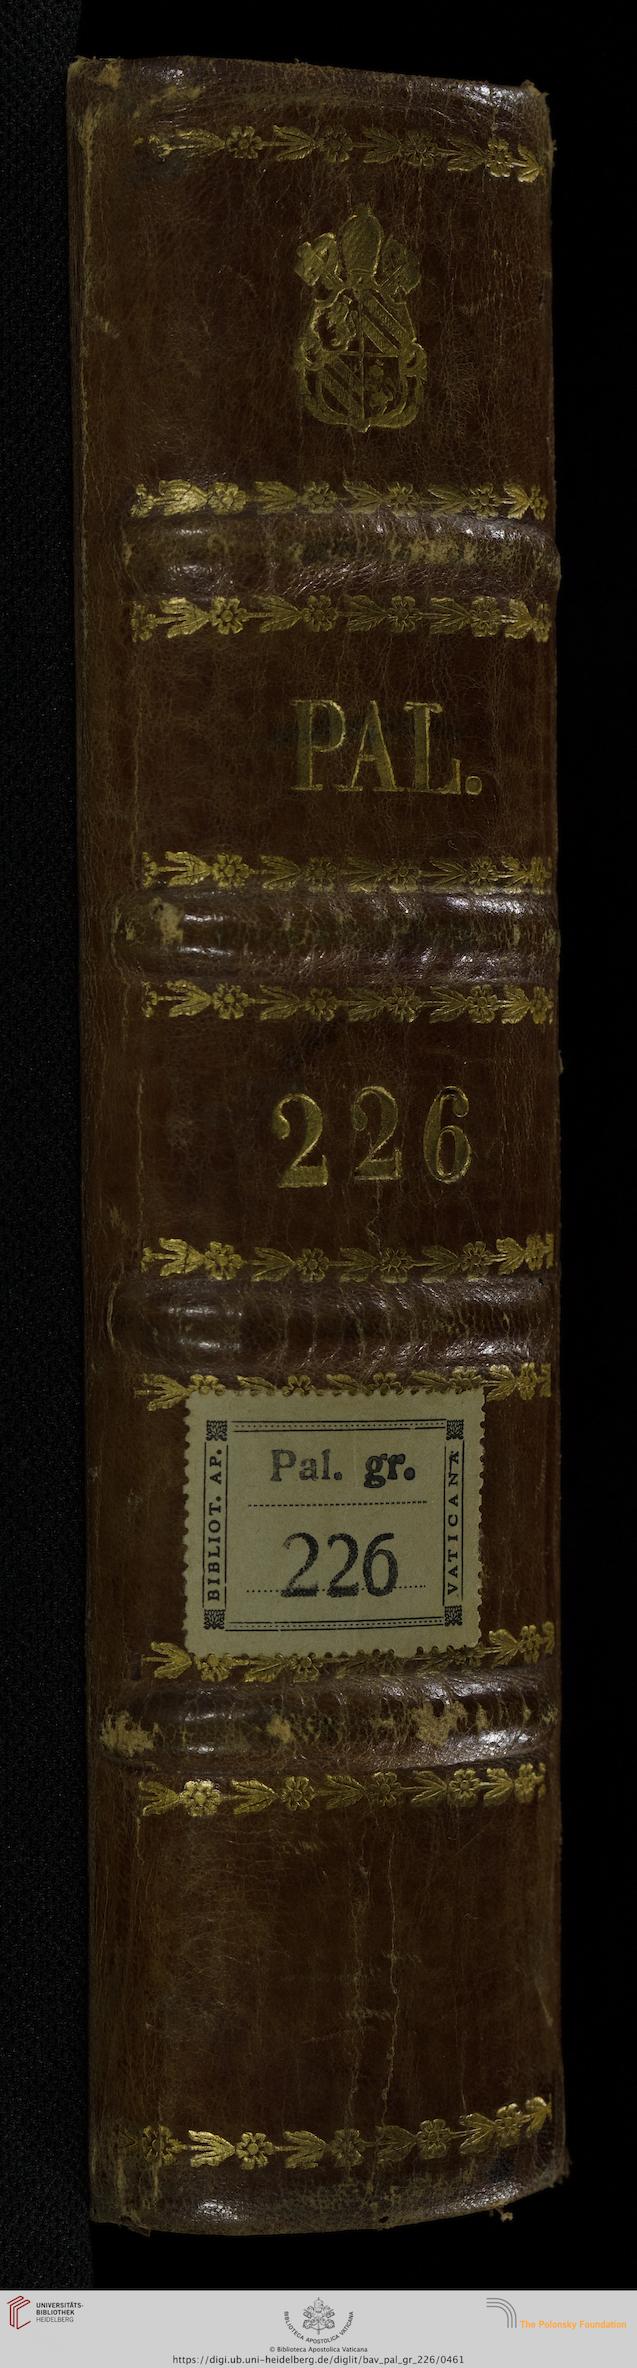 PAL.
226
BIBLIOT. AP.
VATICANA
Pal. gr.
226
UNIVERSITÄTS-
BIBLIOTHEK
HEIDELBERG
BIBLIOTECA APOSTOLICA VATICANA
The Polonsky Foundation
© Biblioteca Apostolica Vaticana
https://digi.ub.uni-heidelberg.de/diglit/bav_pal_gr_226/0461